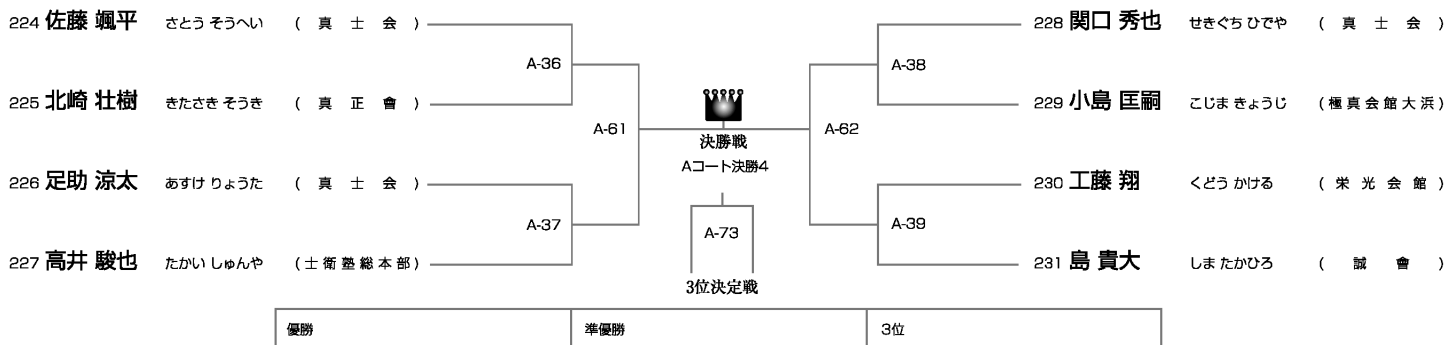 224 佐藤 颯平 さとう そうへい (真士会)
A-36
225 北崎 壮樹 きたさき そうき (真正會)
A-61
226 足助 涼太 あすけ りょうた (真士会)
A-37
227 高井 駿也 たかい しゅんや (士衛塾総本部)
決勝戦
Aコート決勝4
A-73
3位決定戦
228 関口 秀也 せきぐち ひでや (真士会)
A-38
229 小島 匡嗣 こじま きょうじ (極真会館大浜)
A-62
230 工藤 翔 くどう かける (栄光会館)
A-39
231 島 貴大 しま たかひろ (誠會)
優勝 準優勝 3位